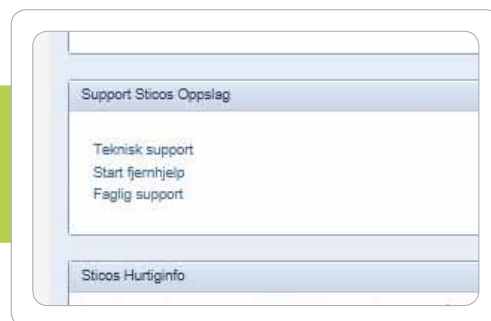 Support Sticos Oppslag
Teknisk support
Start fjernhjelp
Faglig support
Sticos Hurtiginfo